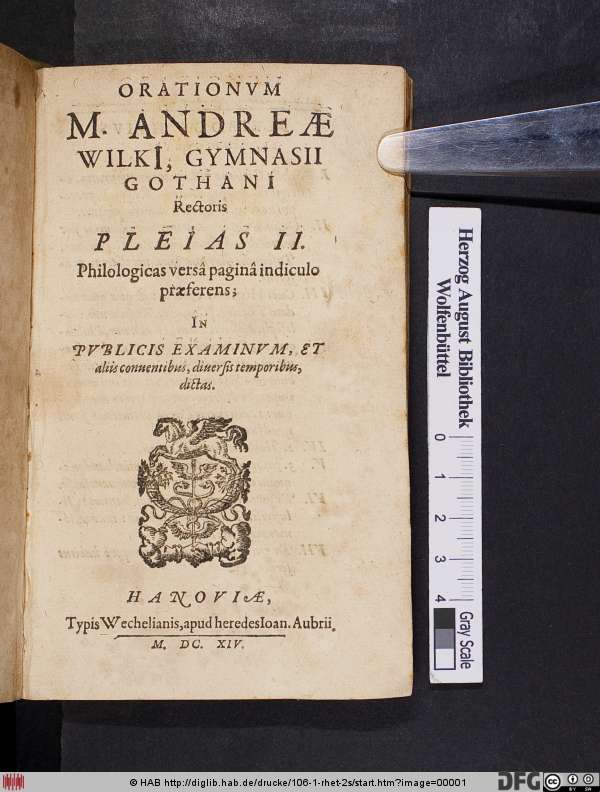 ORATIONVM
M. ANDREÆ
WILKI, GYMNASII
GOTHANI
Rectoris
PLEIAS II.
Philologicas versâ paginâ indiculo
præferens;
IN
PVBLICIS EXAMINVM, ET
aliis conuentibus, diuersis temporibus,
dictas.
HANOVIÆ,
Typis Wechelianis, apud heredes Ioan. Aubrii.
M. DC. XIV.
Herzog August Bibliothek
Wolfenbüttel
0 1 2 3 4
Gray Scale
© HAB http://diglib.hab.de/drucke/106-1-rhet-2s/start.htm?image=00001
DFG
cc
BY SA